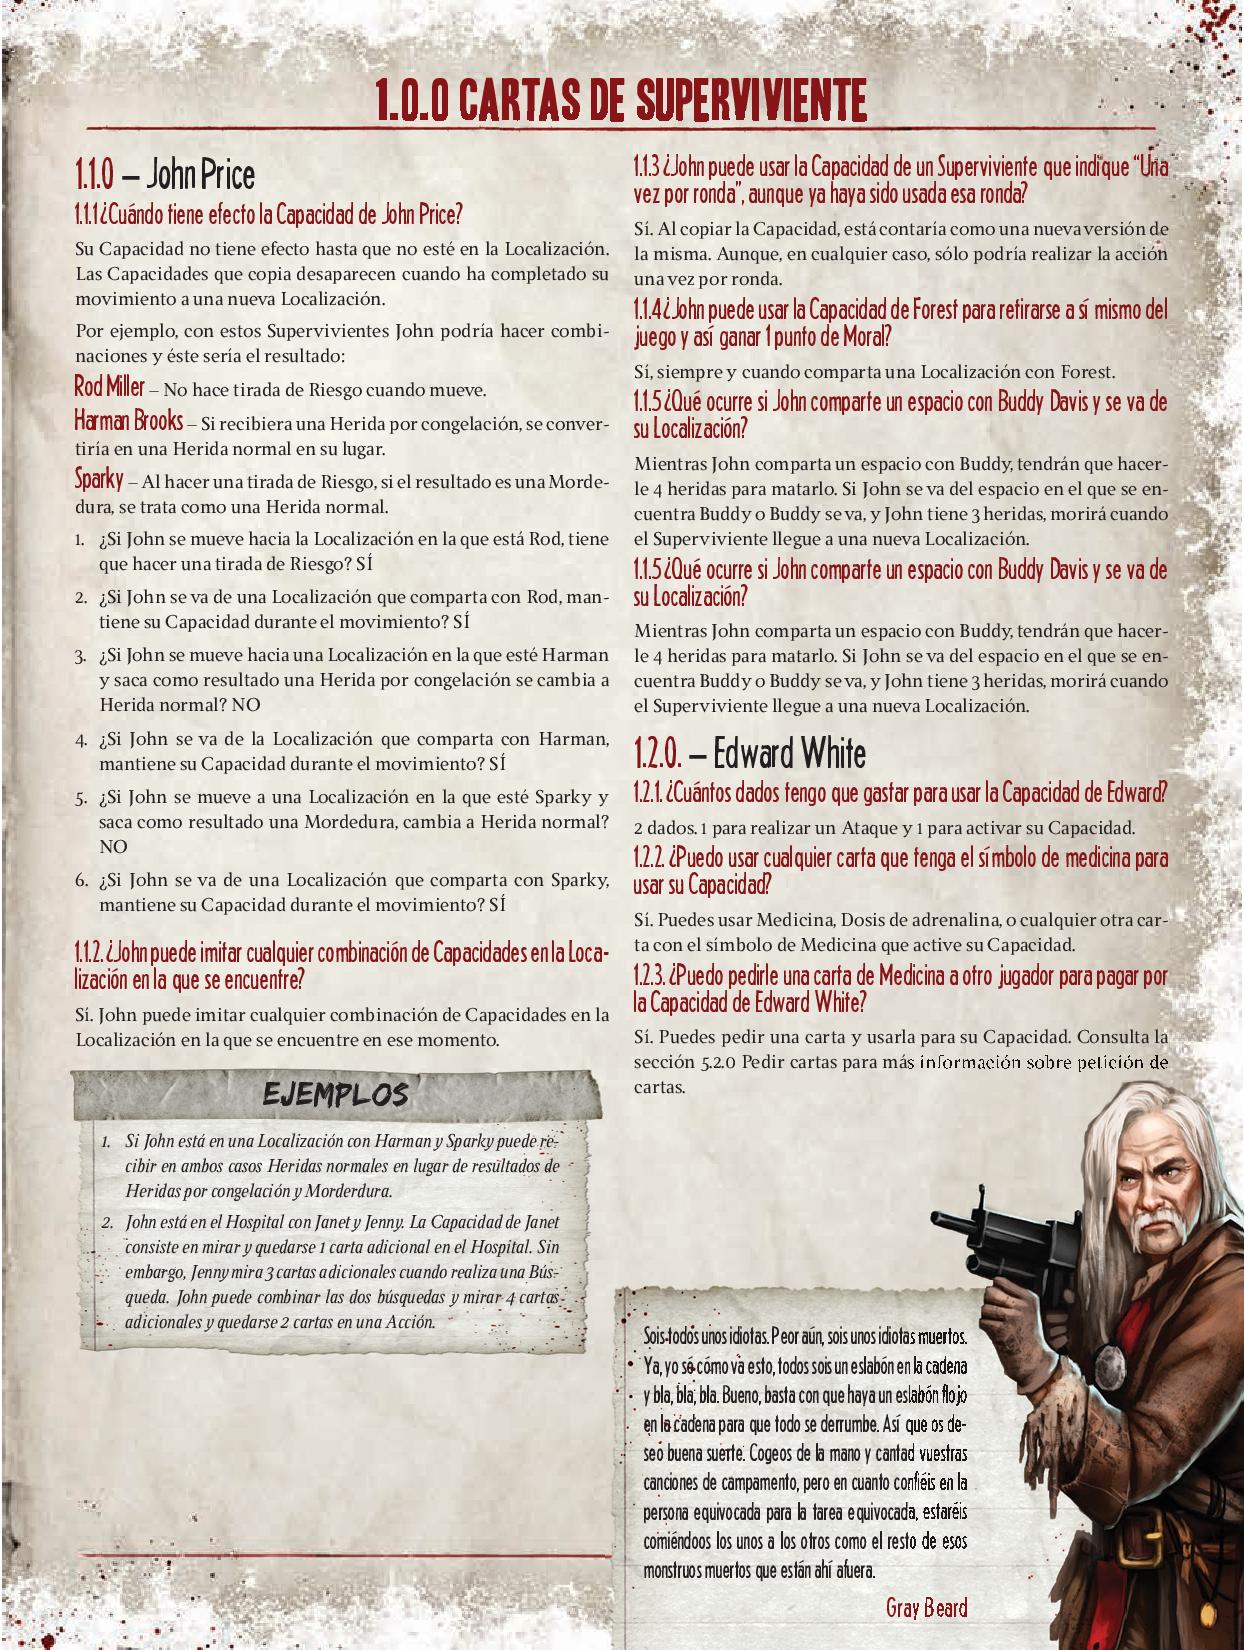 1.0.0 CARTAS DE SUPERVIVIENTE
1.1.0 – John Price
1.1.1 ¿Cuándo tiene efecto la Capacidad de John Price?
Su Capacidad no tiene efecto hasta que no esté en la Localización.
Las Capacidades que copia desaparecen cuando ha completado su
movimiento a una nueva Localización.
Por ejemplo, con estos Supervivientes John podría hacer combi-
naciones y éste sería el resultado:
Rod Miller – No hace tirada de Riesgo cuando mueve.
Harman Brooks – Si recibiera una Herida por congelación, se conver-
tiría en una Herida normal en su lugar.
Sparky – Al hacer una tirada de Riesgo, si el resultado es una Morde-
dura, se trata como una Herida normal.
1. ¿Si John se mueve hacia la Localización en la que está Rod, tiene
que hacer una tirada de Riesgo? SÍ
2. ¿Si John se va de una Localización que comparta con Rod, man-
tiene su Capacidad durante el movimiento? SÍ
3. ¿Si John se mueve hacia una Localización en la que esté Harman
y saca como resultado una Herida por congelación se cambia a
Herida normal? NO
4. ¿Si John se va de la Localización que comparta con Harman,
mantiene su Capacidad durante el movimiento? SÍ
5. ¿Si John se mueve a una Localización en la que esté Sparky y
saca como resultado una Mordedura, cambia a Herida normal?
NO
6. ¿Si John se va de una Localización que comparta con Sparky,
mantiene su Capacidad durante el movimiento? SÍ
1.1.2. ¿John puede imitar cualquier combinación de Capacidades en la Loca-
lización en la que se encuentre?
Sí. John puede imitar cualquier combinación de Capacidades en la
Localización en la que se encuentre en ese momento.
EJEMPLOS
1. Si John está en una Localización con Harman y Sparky puede re-
cibir en ambos casos Heridas normales en lugar de resultados de
Heridas por congelación y Morderdura.
2. John está en el Hospital con Janet y Jenny. La Capacidad de Janet
consiste en mirar y quedarse 1 carta adicional en el Hospital. Sin
embargo, Jenny mira 3 cartas adicionales cuando realiza una Bús-
queda. John puede combinar las dos búsquedas y mirar 4 cartas
adicionales y quedarse 2 cartas en una Acción.
1.1.3 ¿John puede usar la Capacidad de un Superviviente que indique “Una
vez por ronda”, aunque ya haya sido usada esa ronda?
Sí. Al copiar la Capacidad, está contaría como una nueva versión de
la misma. Aunque, en cualquier caso, sólo podría realizar la acción
una vez por ronda.
1.1.4 ¿John puede usar la Capacidad de Forest para retirarse a sí mismo del
juego y así ganar 1 punto de Moral?
Sí, siempre y cuando comparta una Localización con Forest.
1.1.5 ¿Qué ocurre si John comparte un espacio con Buddy Davis y se va de
su Localización?
Mientras John comparta un espacio con Buddy, tendrán que hacer-
le 4 heridas para matarlo. Si John se va del espacio en el que se en-
cuentra Buddy o Buddy se va, y John tiene 3 heridas, morirá cuando
el Superviviente llegue a una nueva Localización.
1.1.5 ¿Qué ocurre si John comparte un espacio con Buddy Davis y se va de
su Localización?
Mientras John comparta un espacio con Buddy, tendrán que hacer-
le 4 heridas para matarlo. Si John se va del espacio en el que se en-
cuentra Buddy o Buddy se va, y John tiene 3 heridas, morirá cuando
el Superviviente llegue a una nueva Localización.
1.2.0. – Edward White
1.2.1. ¿Cuántos dados tengo que gastar para usar la Capacidad de Edward?
2 dados. 1 para realizar un Ataque y 1 para activar su Capacidad.
1.2.2. ¿Puedo usar cualquier carta que tenga el símbolo de medicina para
usar su Capacidad?
Sí. Puedes usar Medicina, Dosis de adrenalina, o cualquier otra car-
ta con el símbolo de Medicina que active su Capacidad.
1.2.3. ¿Puedo pedirle una carta de Medicina a otro jugador para pagar por
la Capacidad de Edward White?
Sí. Puedes pedir una carta y usarla para su Capacidad. Consulta la
sección 5.2.0 Pedir cartas para más información sobre petición de
cartas.
Sois todos unos idiotas. Peor aún, sois unos idiotas muertos.
Ya, yo sé cómo va esto, todos sois un eslabón en la cadena
y bla, bla, bla. Bueno, basta con que haya un eslabón flojo
en la cadena para que todo se derrumbe. Así que os de-
seo buena suerte. Cogeos de la mano y cantad vuestras
canciones de campamento, pero en cuanto confiéis en la
persona equivocada para la tarea equivocada, estaréis
comiéndoos los unos a los otros como el resto de esos
monstruos muertos que están ahí afuera.
Gray Beard